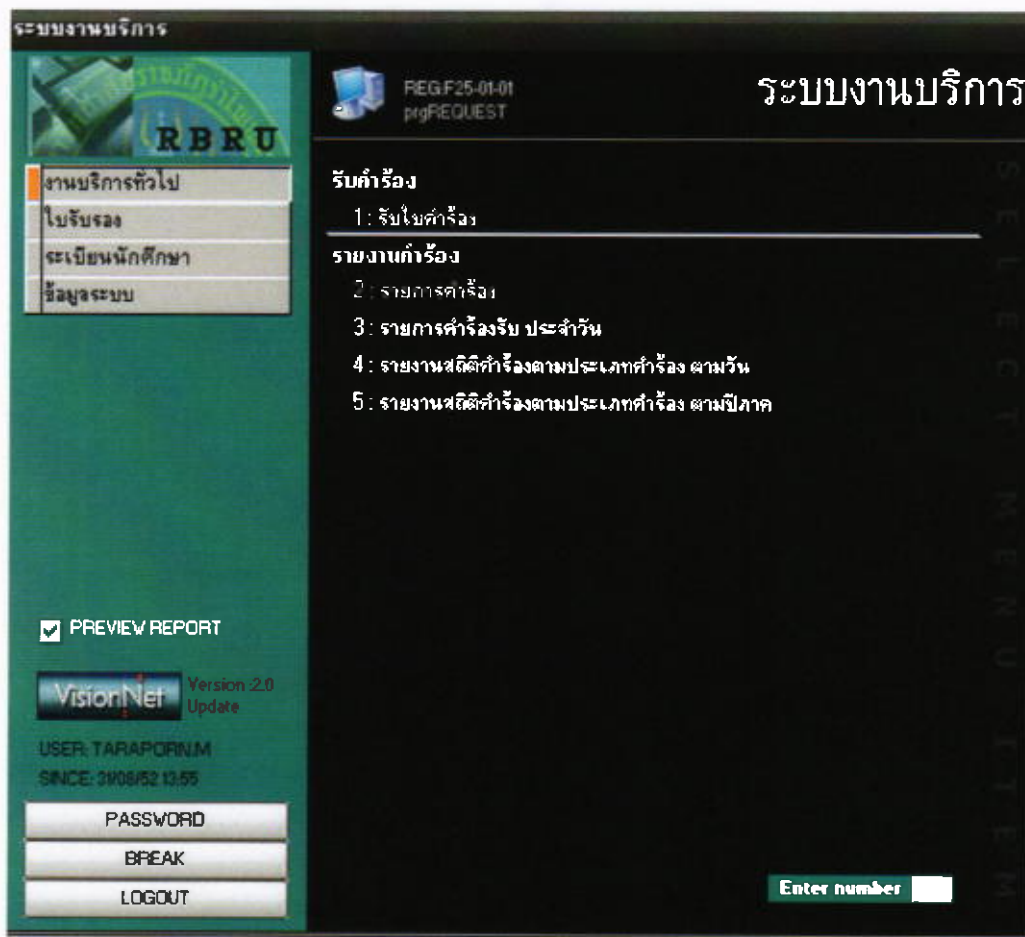 ระบบงานบริการ
RBRU
REG:F25-01-01
prgREQUEST
ระบบงานบริการ
งานบริการทั่วไป
ใบรับรอง
ระเบียนนักศึกษา
ข้อมูลระบบ
รับคำร้อง
1 : รับใบคำร้อง
รายงานคำร้อง
2 : รายการคำร้อง
3 : รายการคำร้องรับ ประจำวัน
4 : รายงานสถิติคำร้องตามประเภทคำร้อง ตามวัน
5 : รายงานสถิติคำร้องตามประเภทคำร้อง ตามปีภาค
SELECT MENU ITEM
PREVIEW REPORT
VisionNet
Version :2.0
Update
USER: TARAPORN.M
SINCE: 31/08/52 13:55
PASSWORD
BREAK
LOGOUT
Enter number